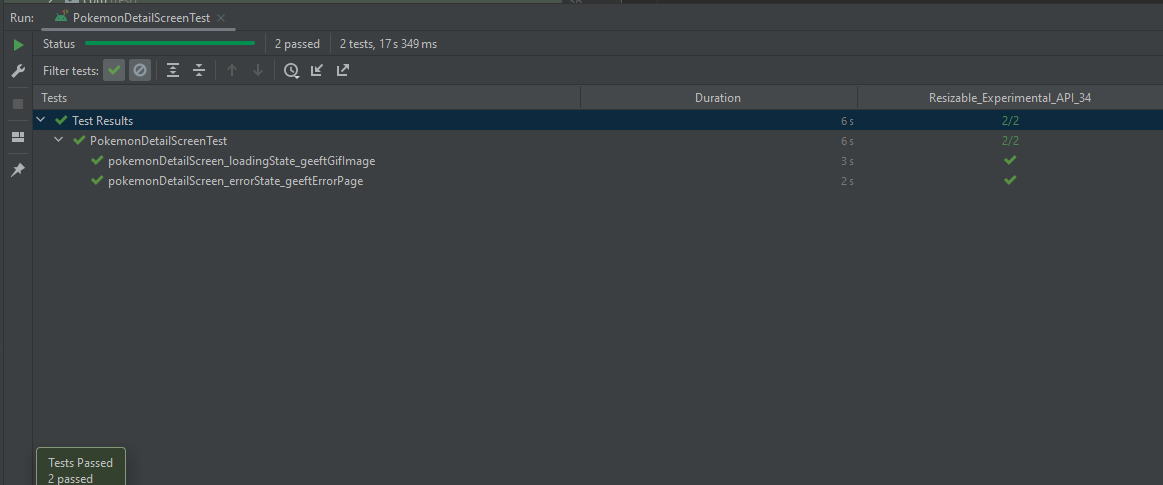 Run: PokemonDetailScreenTest
Status 2 passed 2 tests, 17 s 349 ms
Filter tests:
Tests Duration Resizable_Experimental_API_34
Test Results 6 s 2/2
PokemonDetailScreenTest 6 s 2/2
pokemonDetailScreen_loadingState_geeftGifImage 3 s
pokemonDetailScreen_errorState_geeftErrorPage 2 s
Tests Passed
2 passed